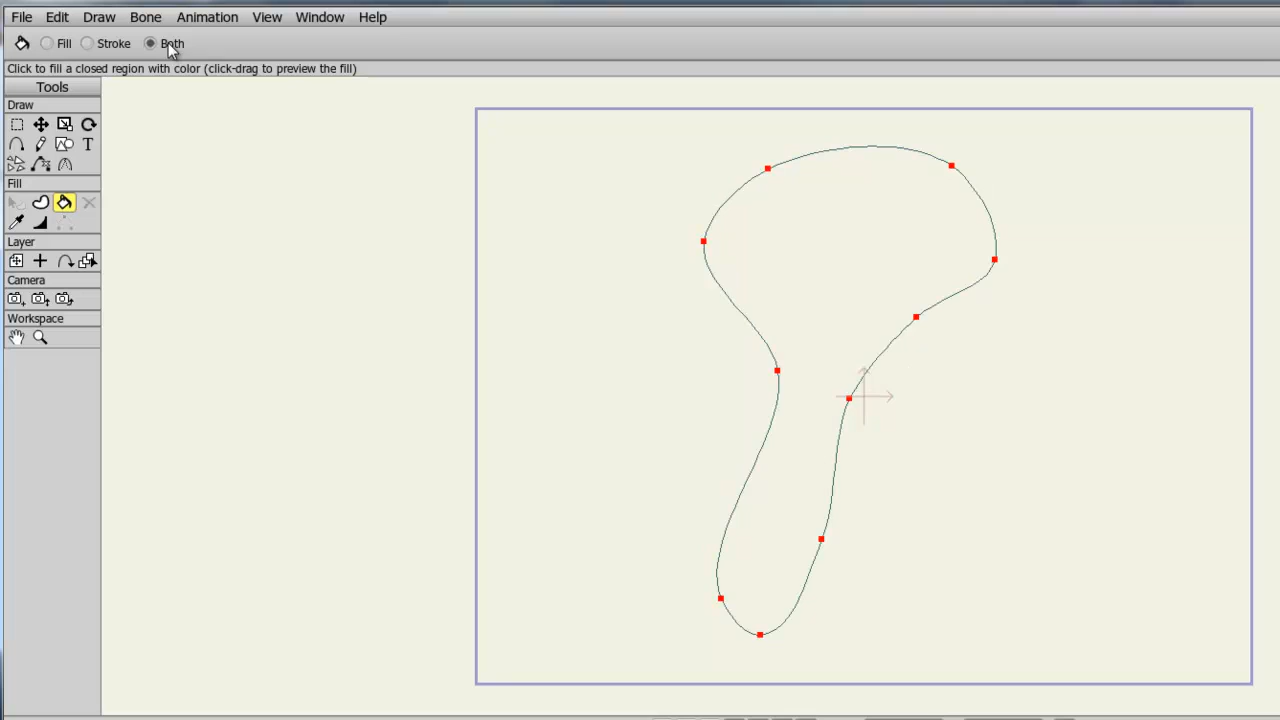 File Edit Draw Bone Animation View Window Help
Fill Stroke Both
Click to fill a closed region with color (click-drag to preview the fill)
Tools
Draw
T
Fill
Layer
Camera
Workspace